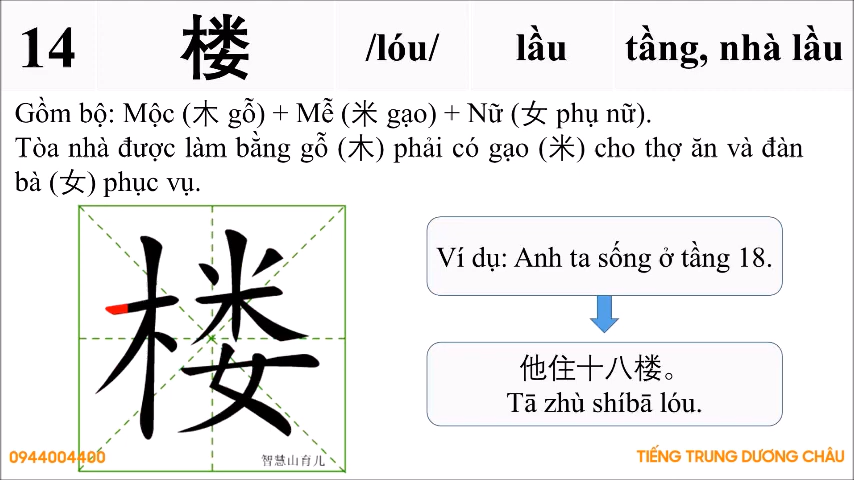 14 楼 /lóu/ lầu tầng, nhà lầu
Gồm bộ: Mộc (木 gỗ) + Mễ (米 gạo) + Nữ (女 phụ nữ).
Tòa nhà được làm bằng gỗ (木) phải có gạo (米) cho thợ ăn và đàn
bà (女) phục vụ.
楼
智慧山育儿
Ví dụ: Anh ta sống ở tầng 18.
他住十八楼。
Tā zhù shíbā lóu.
0944004400
TIẾNG TRUNG DƯƠNG CHÂU